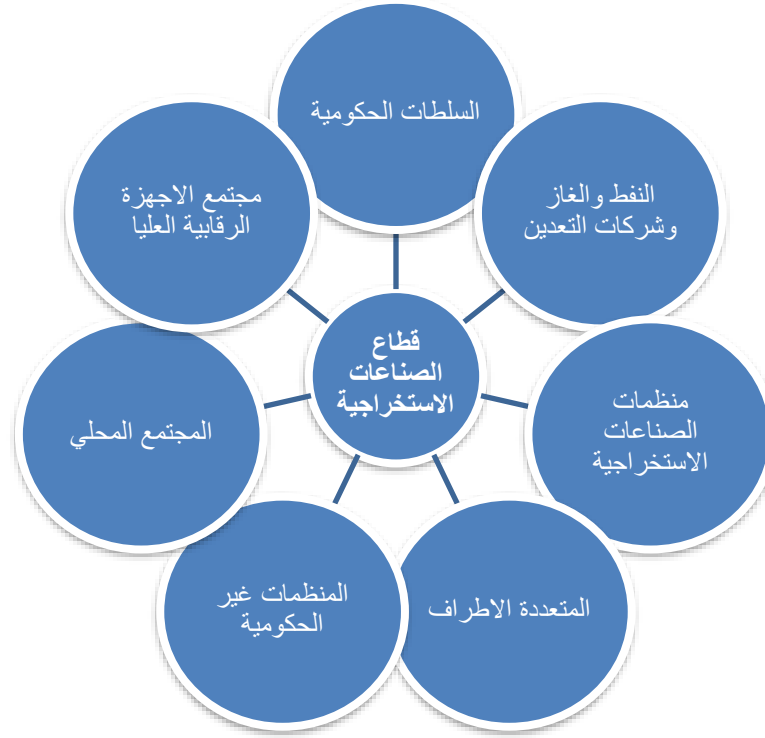 السلطات الحكومية
النفط والغاز
وشركات التعدين
منظمات
الصناعات
الاستخراجية
المتعددة الاطراف
المنظمات غير
الحكومية
المجتمع المحلي
مجتمع الاجهزة
الرقابية العليا
قطاع
الصناعات
الاستخراجية